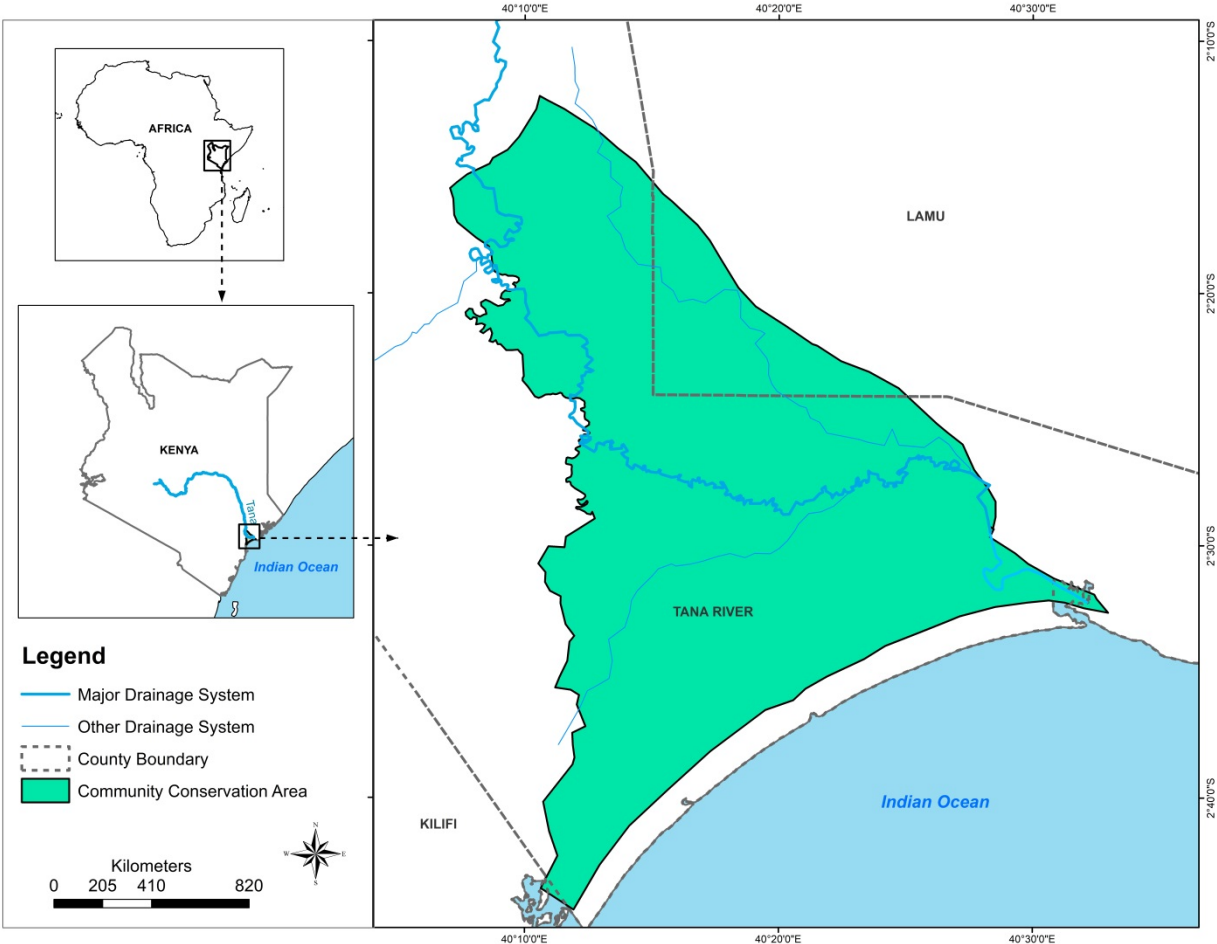 40°10'0"E
40°20'0"E
40°30'0"E
2°10'0"S
AFRICA
LAMU
2°20'0"S
KENYA
Tana
Indian Ocean
2°30'0"S
TANA RIVER
Legend
Major Drainage System
Other Drainage System
County Boundary
Community Conservation Area
2°40'0"S
Indian Ocean
KILIFI
N
W
E
S
Kilometers
0 205 410 820
40°10'0"E
40°20'0"E
40°30'0"E